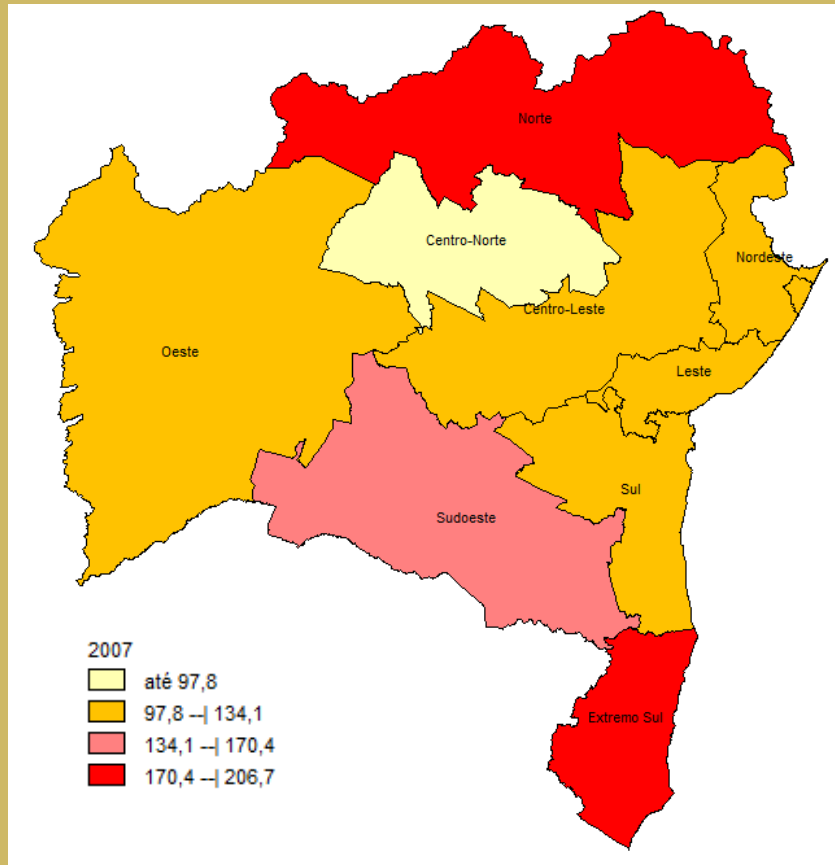 Norte
Centro-Norte
Nordeste
Centro-Leste
Oeste
Leste
Sul
Sudoeste
Extremo Sul
2007
até 97,8
97,8 --| 134,1
134,1 --| 170,4
170,4 --| 206,7